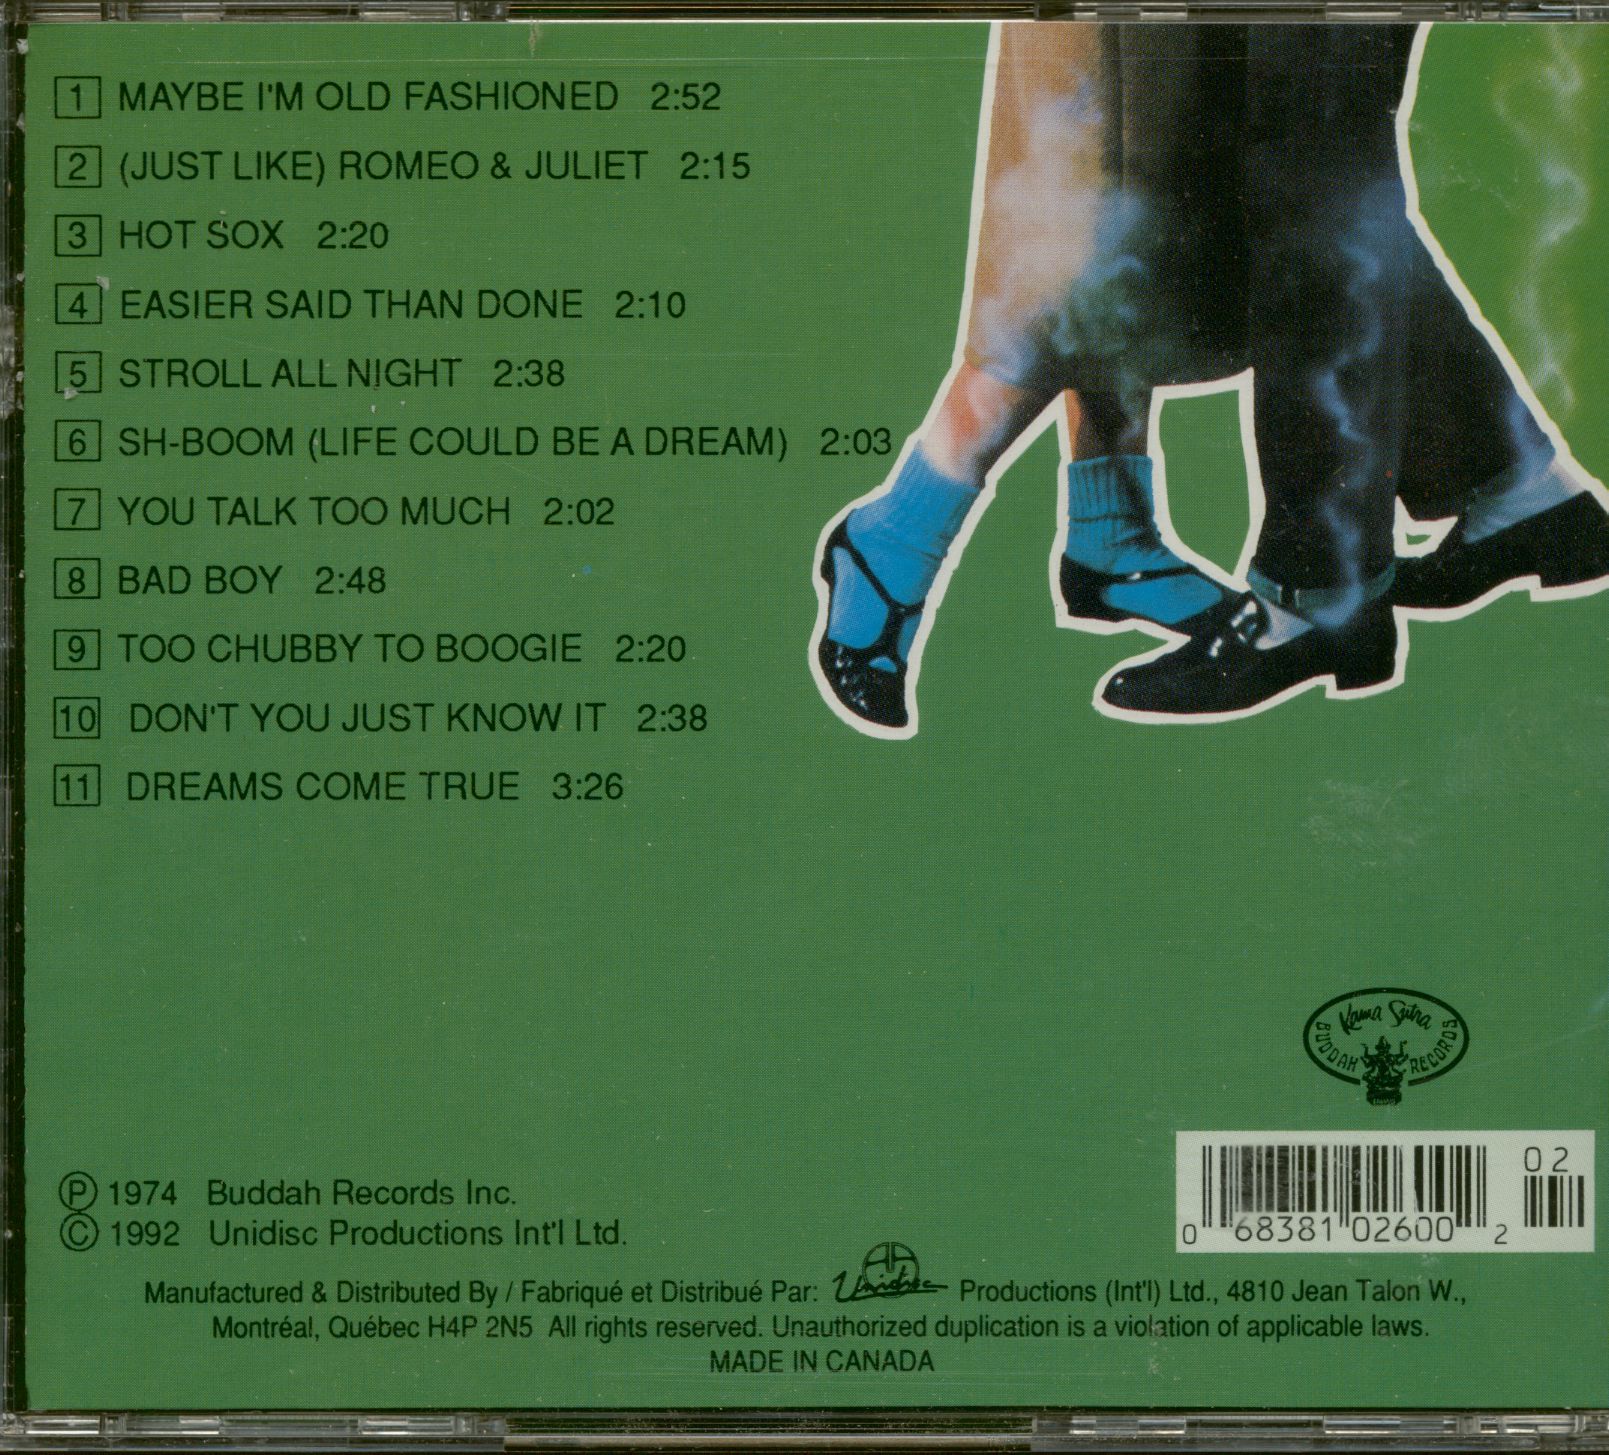 1 MAYBE I'M OLD FASHIONED 2:52
2 (JUST LIKE) ROMEO & JULIET 2:15
3 HOT SOX 2:20
4 EASIER SAID THAN DONE 2:10
5 STROLL ALL NIGHT 2:38
6 SH-BOOM (LIFE COULD BE A DREAM) 2:03
7 YOU TALK TOO MUCH 2:02
8 BAD BOY 2:48
9 TOO CHUBBY TO BOOGIE 2:20
10 DON'T YOU JUST KNOW IT 2:38
11 DREAMS COME TRUE 3:26
Kama Sutra
BUDDAH RECORDS
02
0 68381 02600 2
Ⓟ 1974 Buddah Records Inc.
© 1992 Unidisc Productions Int'l Ltd.
Manufactured & Distributed By / Fabriqué et Distribué Par: Unidisc Productions (Int'l) Ltd., 4810 Jean Talon W.,
Montréal, Québec H4P 2N5 All rights reserved. Unauthorized duplication is a violation of applicable laws.
MADE IN CANADA